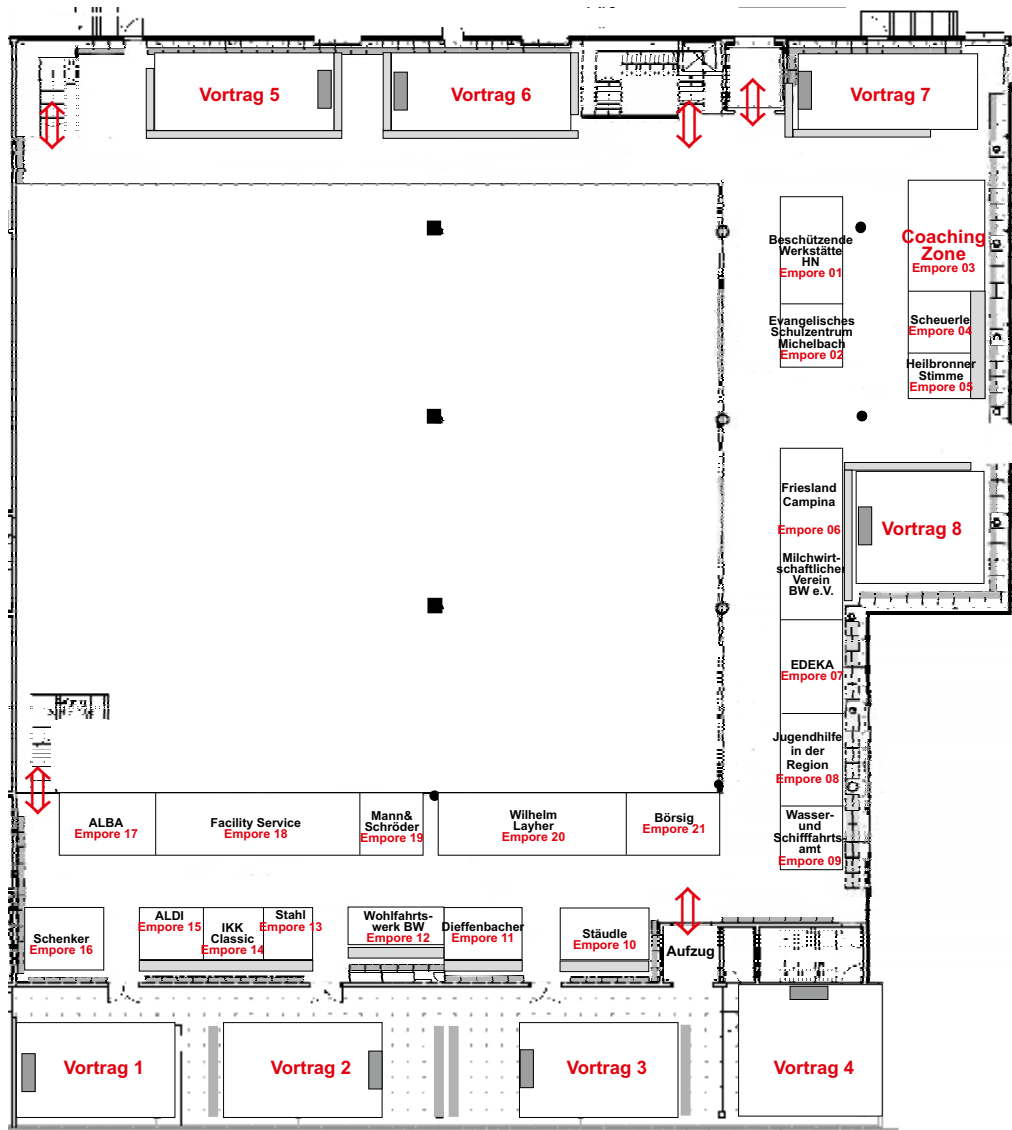 Vortrag 5
Vortrag 6
Vortrag 7
Beschützende
Werkstätte
HN
Empore 01
Coaching
Zone
Empore 03
Evangelisches
Schulzentrum
Michelbach
Empore 02
Scheuerle
Empore 04
Heilbronner
Stimme
Empore 05
Friesland
Campina
Empore 06
Milchwirt-
schaftlicher
Verein
BW e.V.
Vortrag 8
EDEKA
Empore 07
Jugendhilfe
in der
Region
Empore 08
Wasser-
und
Schifffahrts
amt
Empore 09
ALBA
Empore 17
Facility Service
Empore 18
Mann&
Schröder
Empore 19
Wilhelm
Layher
Empore 20
Börsig
Empore 21
Schenker
Empore 16
ALDI
Empore 15
IKK
Classic
Empore 14
Stahl
Empore 13
Wohlfahrts-
werk BW
Empore 12
Dieffenbacher
Empore 11
Stäudle
Empore 10
Aufzug
Vortrag 1
Vortrag 2
Vortrag 3
Vortrag 4